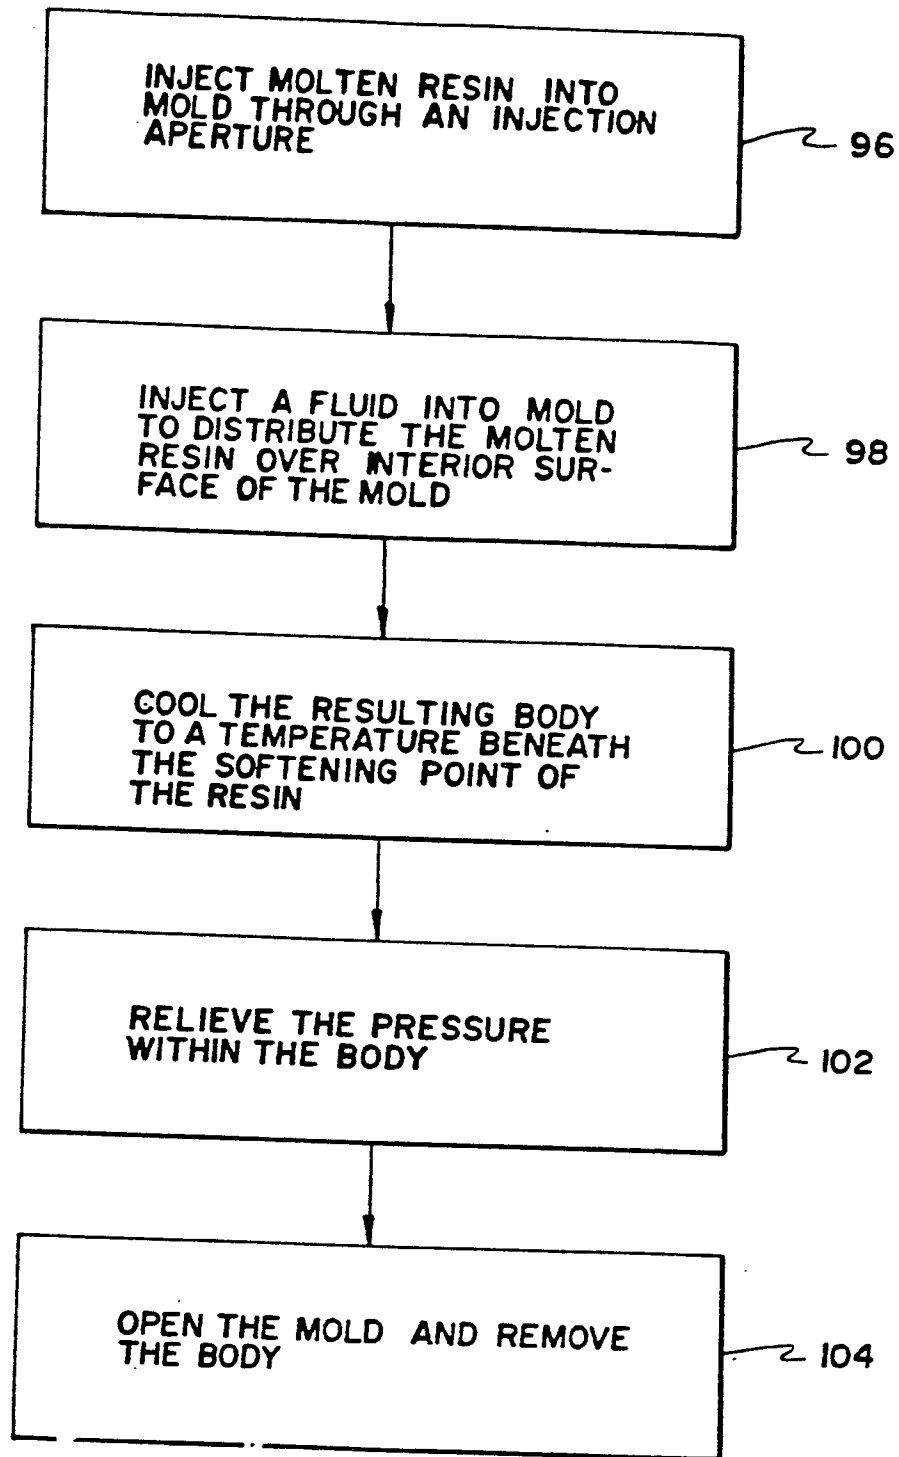 INJECT MOLTEN RESIN INTO
MOLD THROUGH AN INJECTION
APERTURE
96
INJECT A FLUID INTO MOLD
TO DISTRIBUTE THE MOLTEN
RESIN OVER INTERIOR SUR-
FACE OF THE MOLD
98
COOL THE RESULTING BODY
TO A TEMPERATURE BENEATH
THE SOFTENING POINT OF
THE RESIN
100
RELIEVE THE PRESSURE
WITHIN THE BODY
102
OPEN THE MOLD AND REMOVE
THE BODY
104